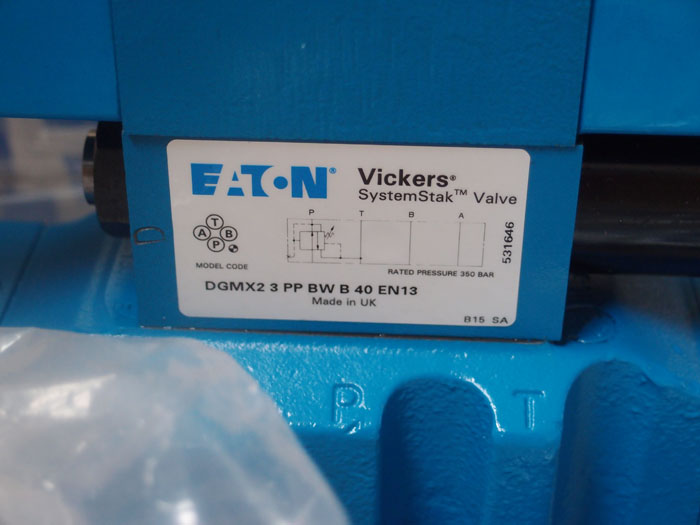 EATON®
Vickers®
SystemStak™ Valve
P T B A
T
A B
P
531646
MODEL CODE
RATED PRESSURE 350 BAR
DGMX2 3 PP BW B 40 EN13
Made in UK
B15 SA
D
P T